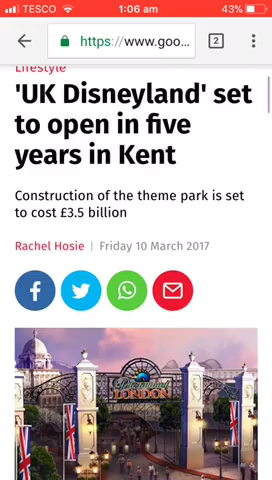 TESCO 1:06 am 43%
https://www.goo... 2
Lifestyle
'UK Disneyland' set
to open in five
years in Kent
Construction of the theme park is set
to cost £3.5 billion
Rachel Hosie | Friday 10 March 2017
Paramount
LONDON